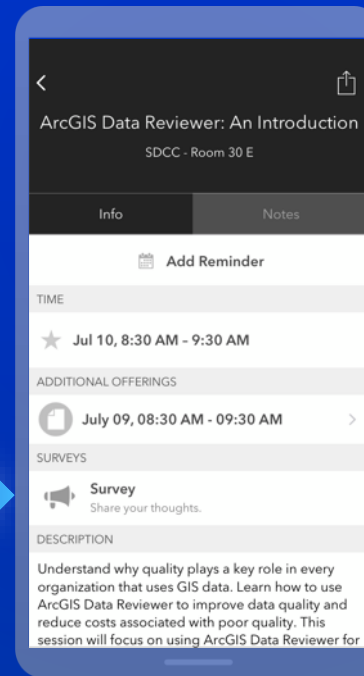 ArcGIS Data Reviewer: An Introduction
SDCC - Room 30 E
Info
Notes
Add Reminder
TIME
Jul 10, 8:30 AM – 9:30 AM
ADDITIONAL OFFERINGS
July 09, 08:30 AM - 09:30 AM
SURVEYS
Survey
Share your thoughts.
DESCRIPTION
Understand why quality plays a key role in every
organization that uses GIS data. Learn how to use
ArcGIS Data Reviewer to improve data quality and
reduce costs associated with poor quality. This
session will focus on using ArcGIS Data Reviewer for